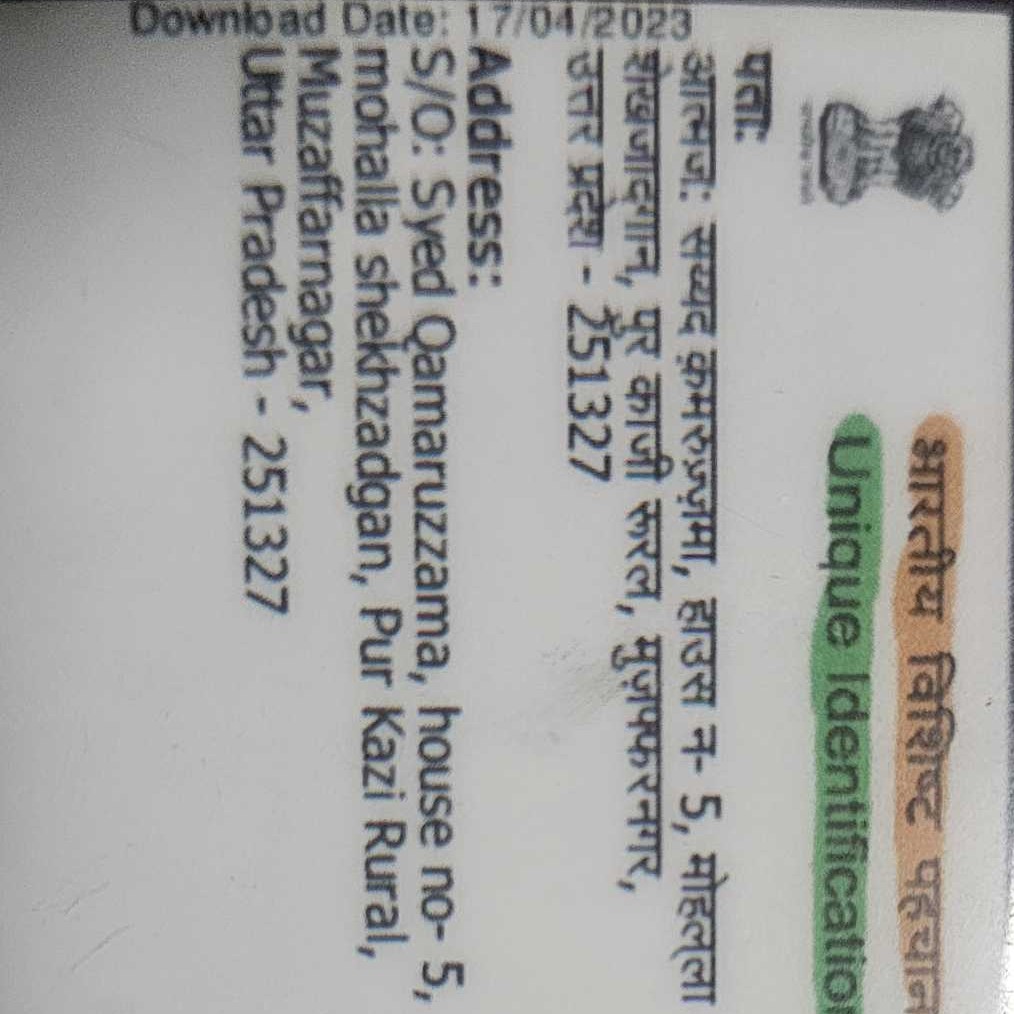 भारतीय विशिष्ट पहचान
Unique Identification
पता:
आत्मज: सय्यद क़मरुज़्ज़मा, हाउस न- 5, मोहल्ला
शेखजादगान, पुर काजी रूरल, मुज़फ्फरनगर,
उत्तर प्रदेश - 251327
Address:
S/O: Syed Qamaruzzama, house no- 5,
mohalla shekhzadgan, Pur Kazi Rural,
Muzaffarnagar,
Uttar Pradesh - 251327
Download Date: 17/04/2023